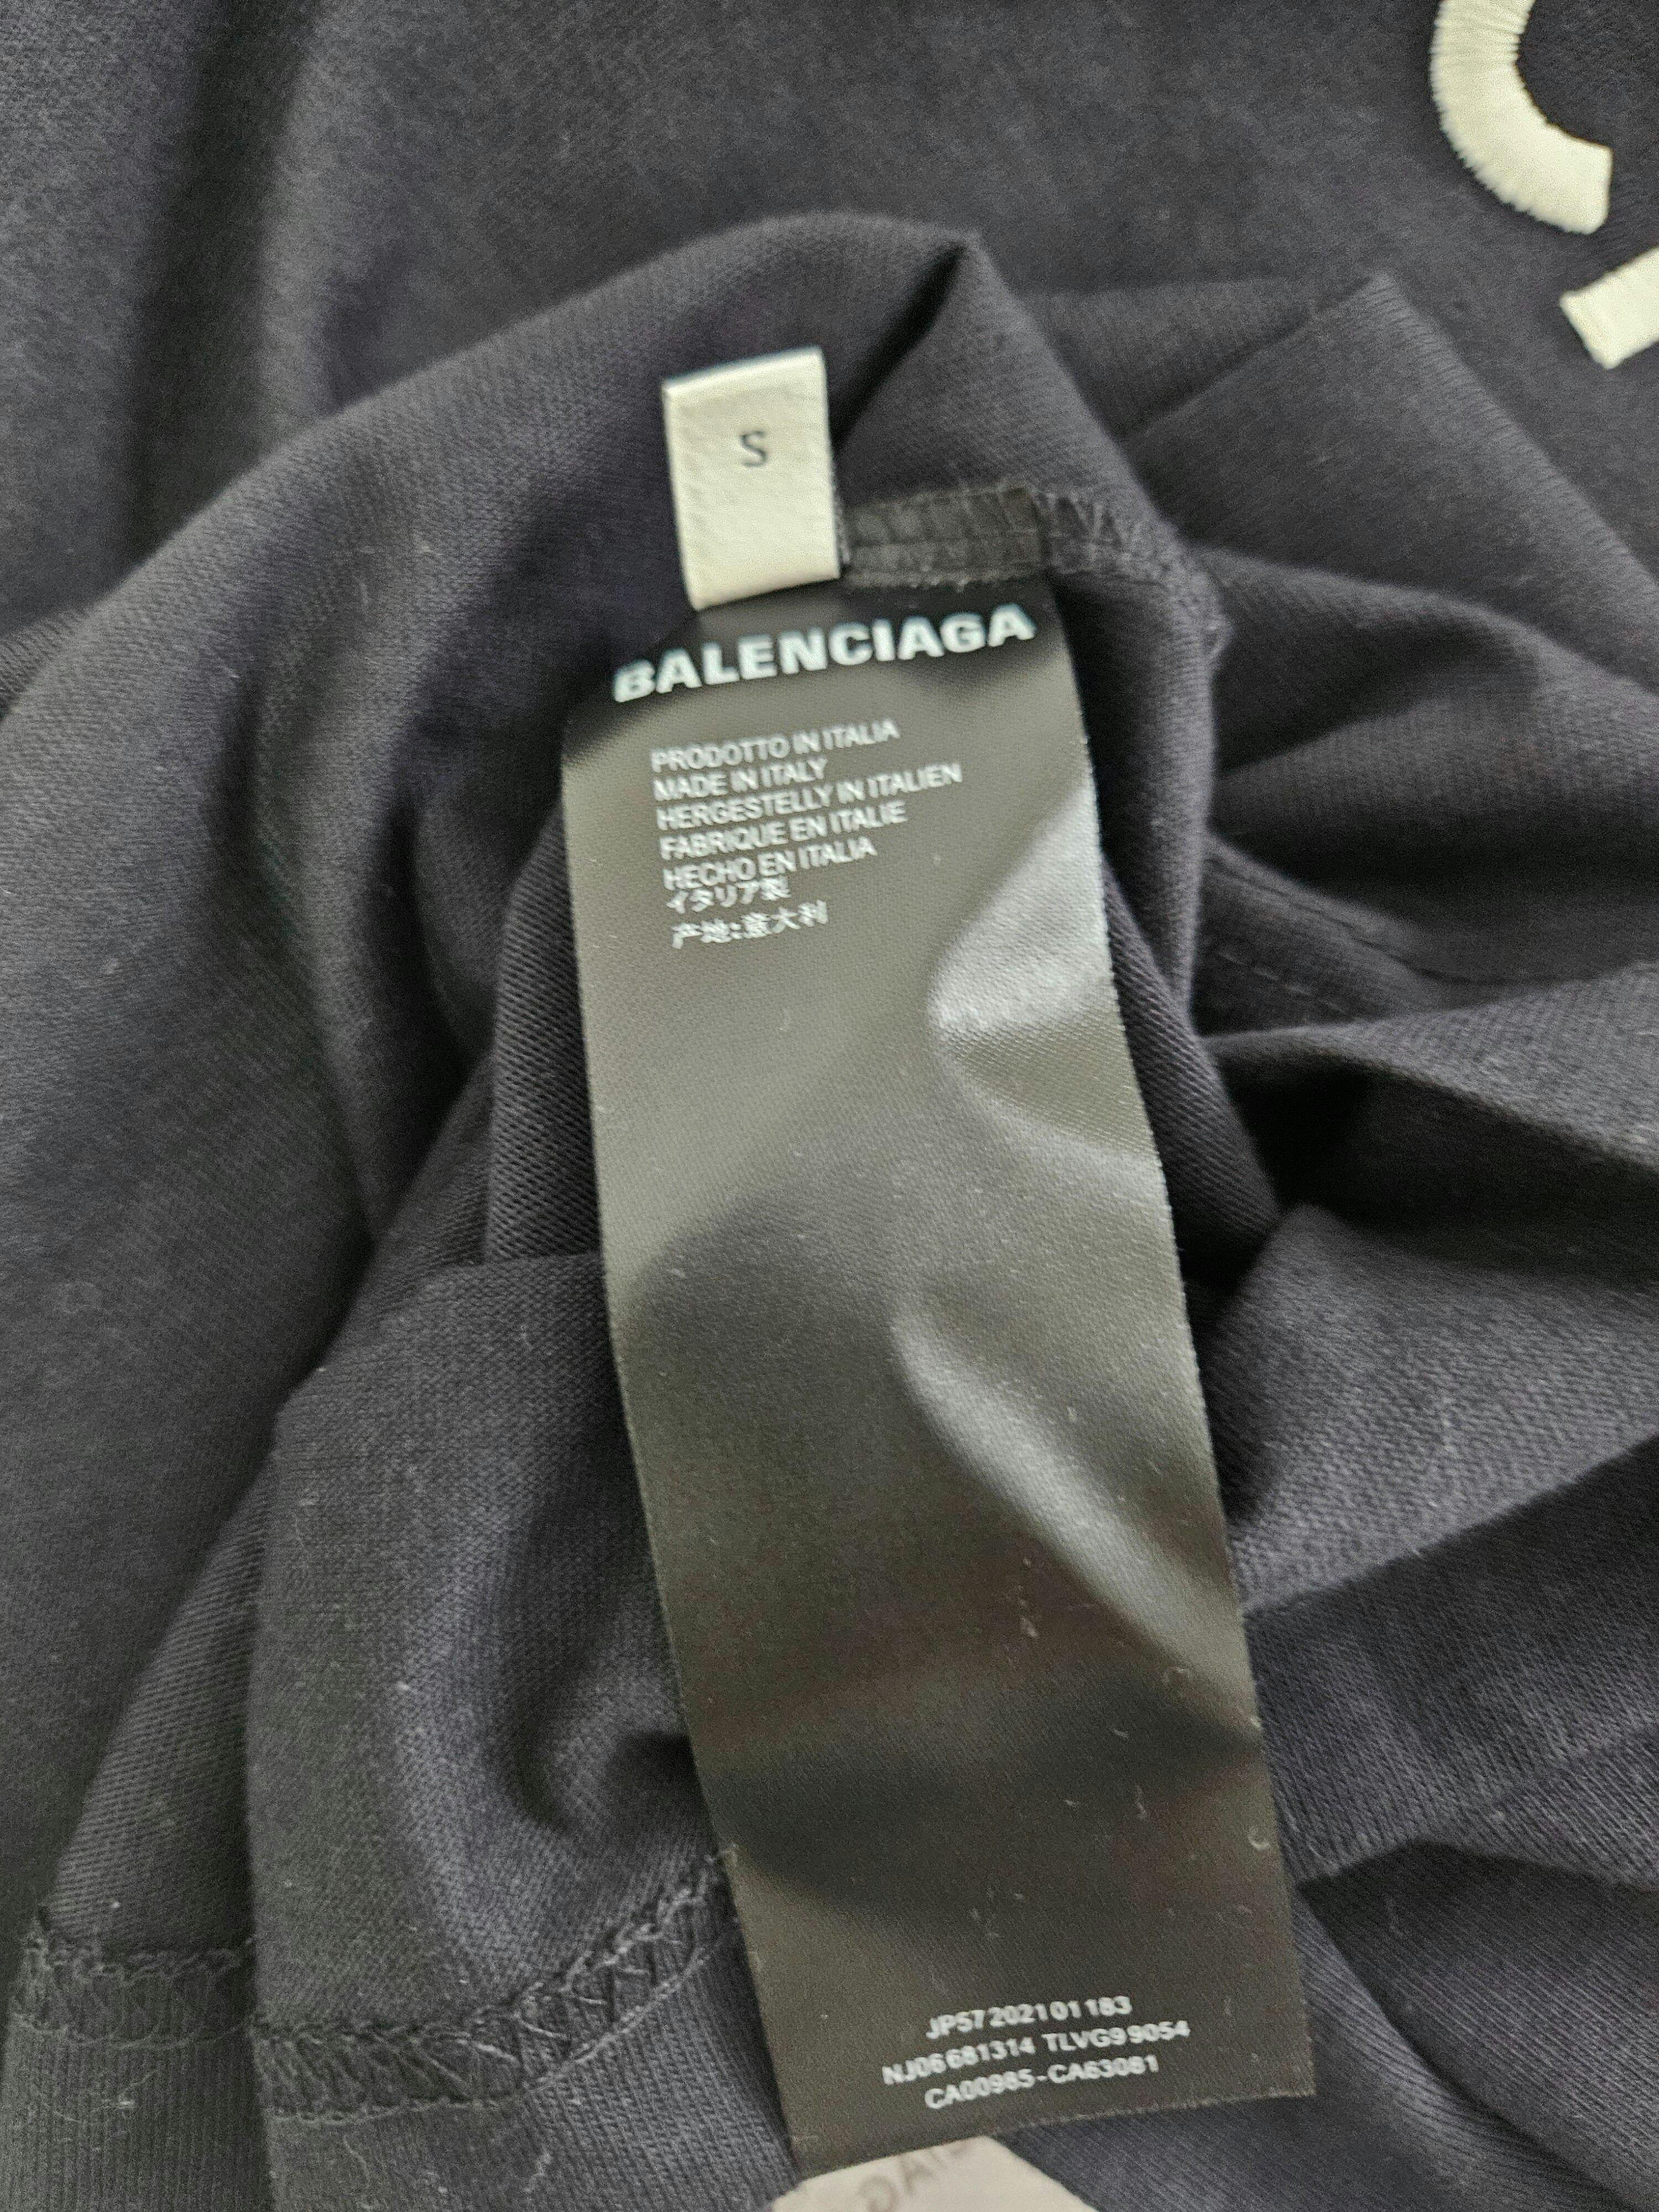 S
BALENCIAGA
PRODOTTO IN ITALIA
MADE IN ITALY
HERGESTELLY IN ITALIEN
FABRIQUE EN ITALIE
HECHO EN ITALIA
イタリア製
产地:意大利
JP57202101183
NJ06681314 TLVG99054
CA00985-CA63081